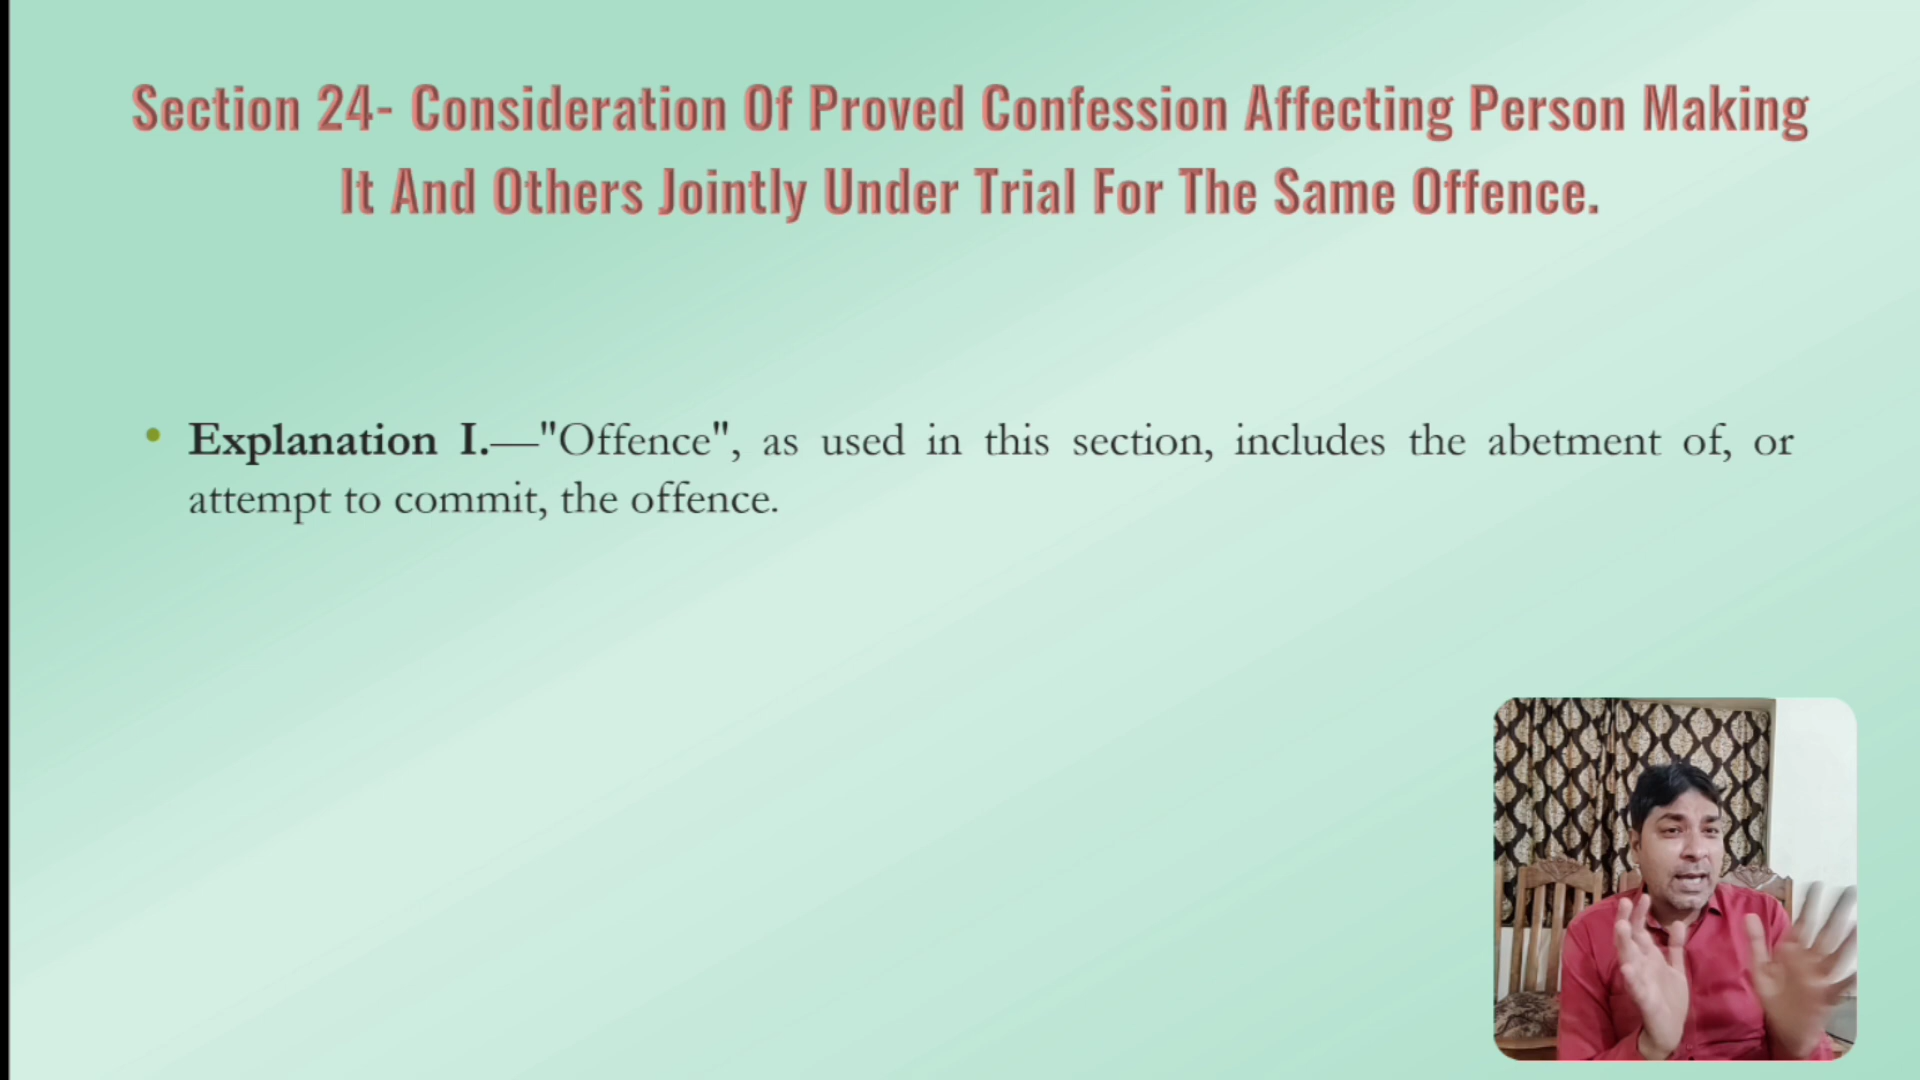 Section 24- Consideration Of Proved Confession Affecting Person Making
It And Others Jointly Under Trial For The Same Offence.
• Explanation I.—"Offence", as used in this section, includes the abetment of, or
attempt to commit, the offence.